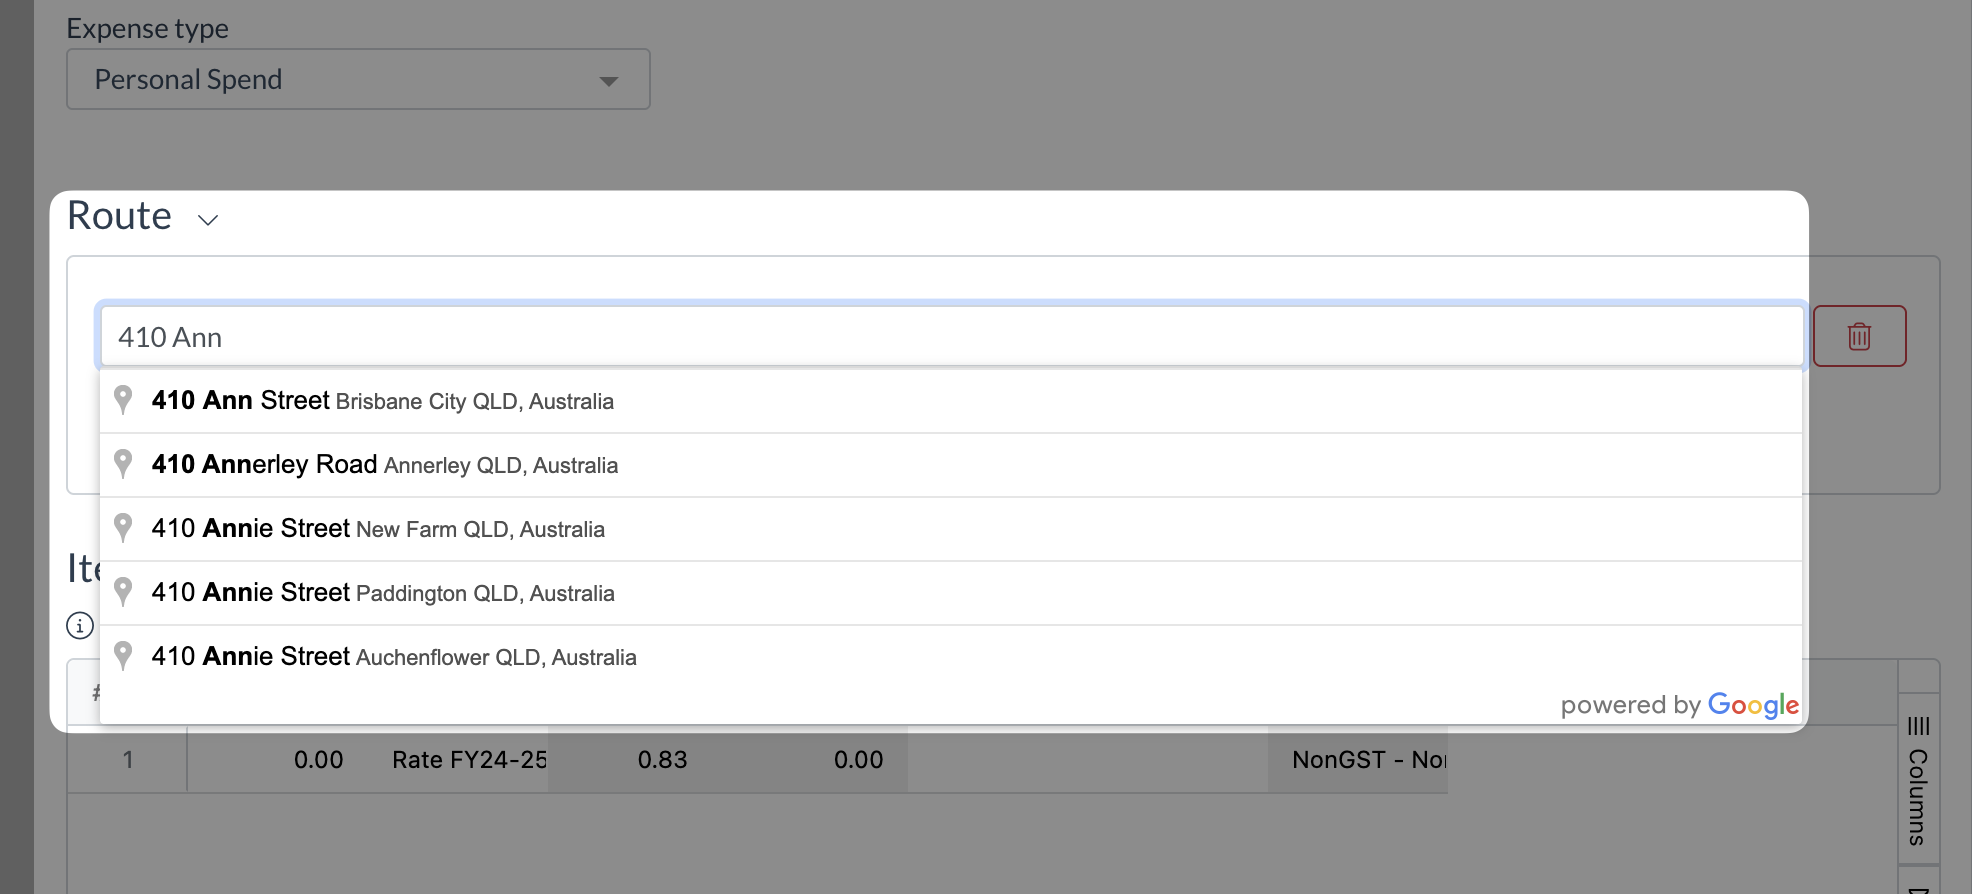 Expense type
Personal Spend
Route
410 Ann
410 Ann Street Brisbane City QLD, Australia
410 Annerley Road Annerley QLD, Australia
410 Annie Street New Farm QLD, Australia
410 Annie Street Paddington QLD, Australia
410 Annie Street Auchenflower QLD, Australia
powered by Google
1 0.00 Rate FY24-25 0.83 0.00 NonGST -
Columns